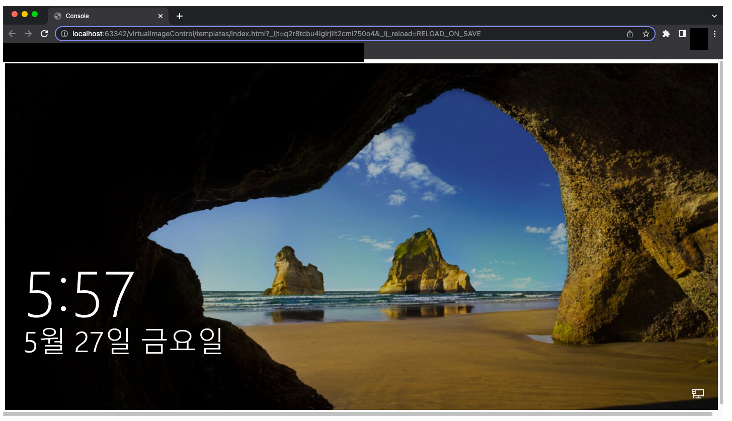 Console
localhost:63342/virtualImageControl/templates/index.html?_ijt=q2r8tcbu4iglrjlit2cml750o4&_ij_reload=RELOAD_ON_SAVE
5:57
5월 27일 금요일